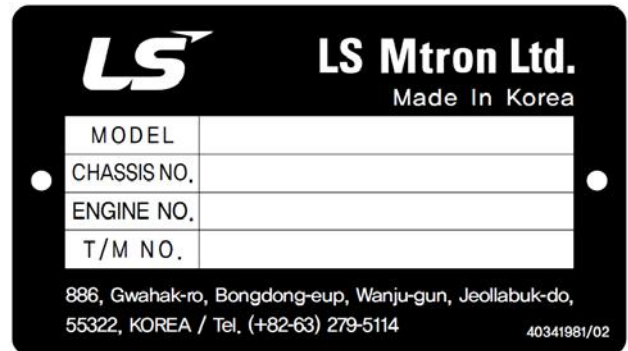 LS
LS Mtron Ltd.
Made In Korea
MODEL
CHASSIS NO.
ENGINE NO.
T/M NO.
886, Gwahak-ro, Bongdong-eup, Wanju-gun, Jeollabuk-do,
55322, KOREA / Tel. (+82-63) 279-5114
40341981/02